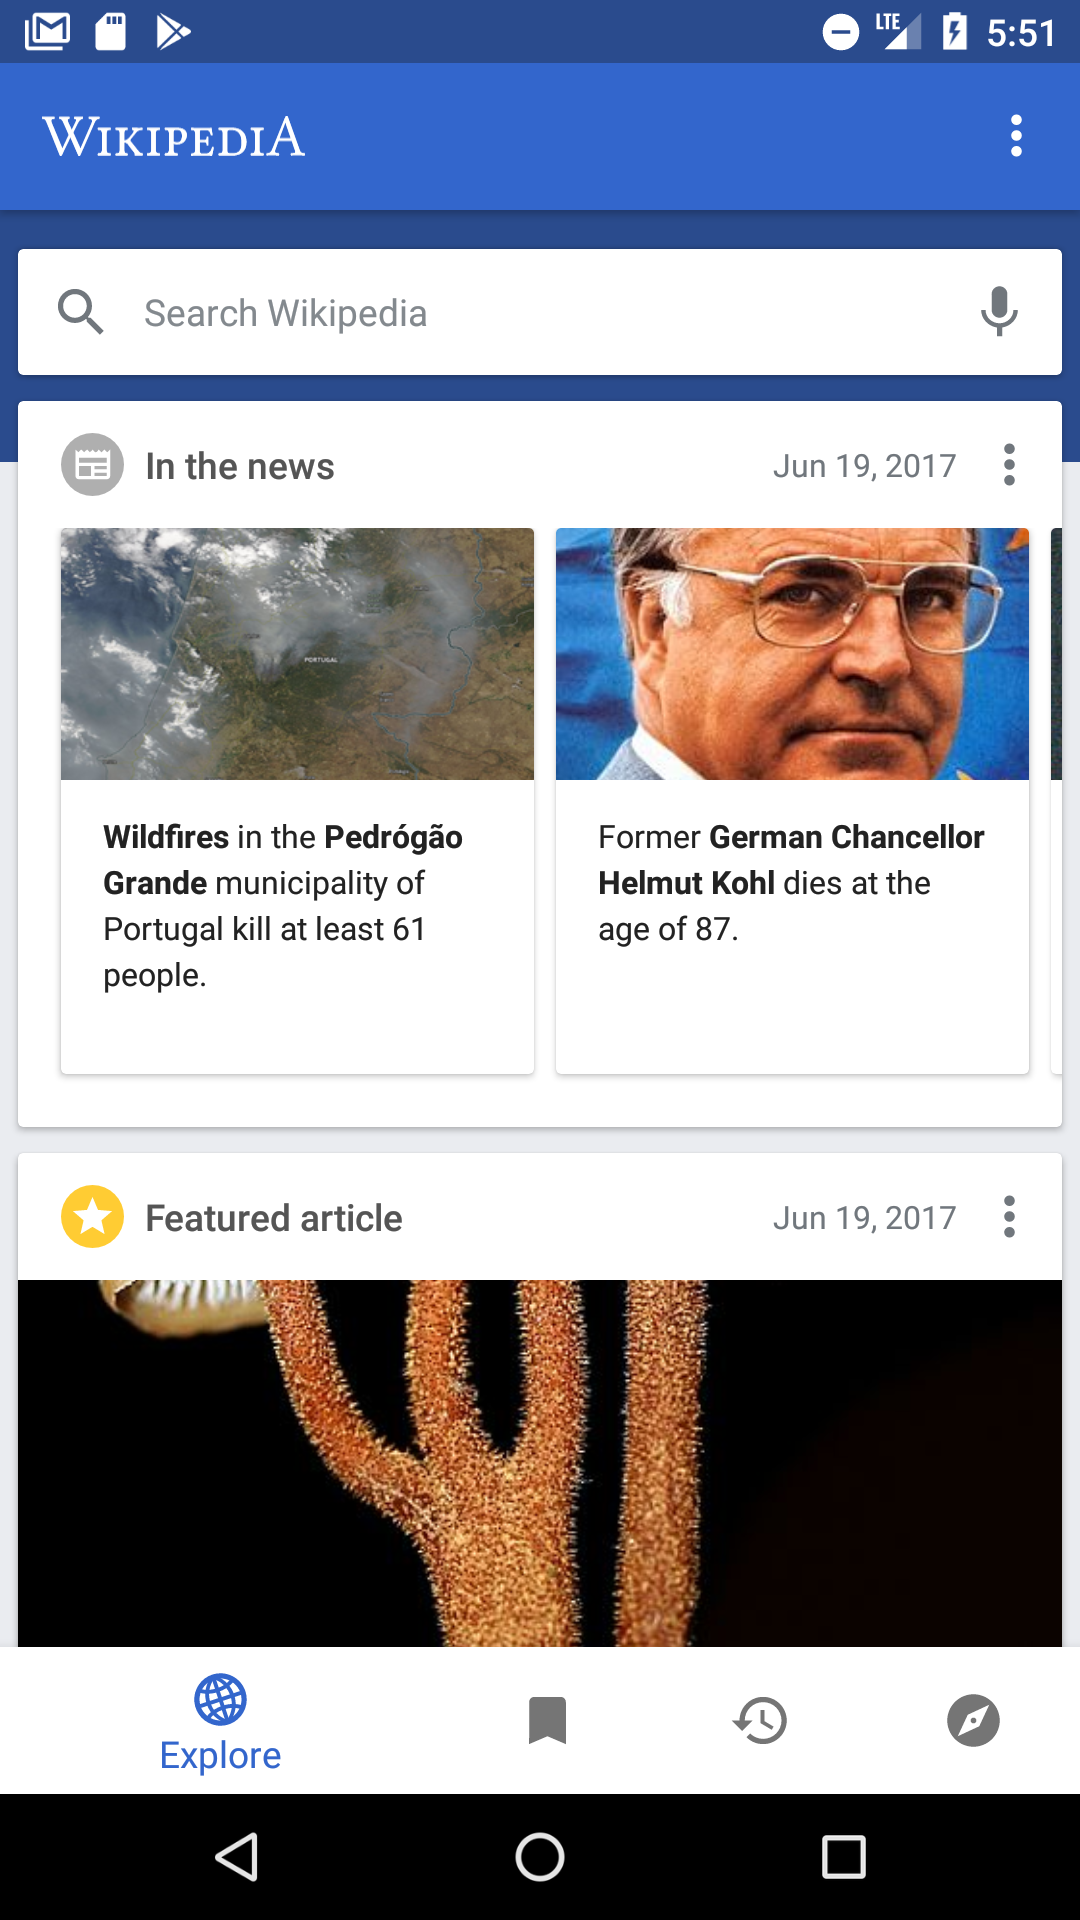 LTE 5:51
WIKIPEDIA
Search Wikipedia
In the news Jun 19, 2017
PORTUGAL
Wildfires in the Pedrógão
Grande municipality of
Portugal kill at least 61
people.
Former German Chancellor
Helmut Kohl dies at the
age of 87.
Featured article Jun 19, 2017
Explore